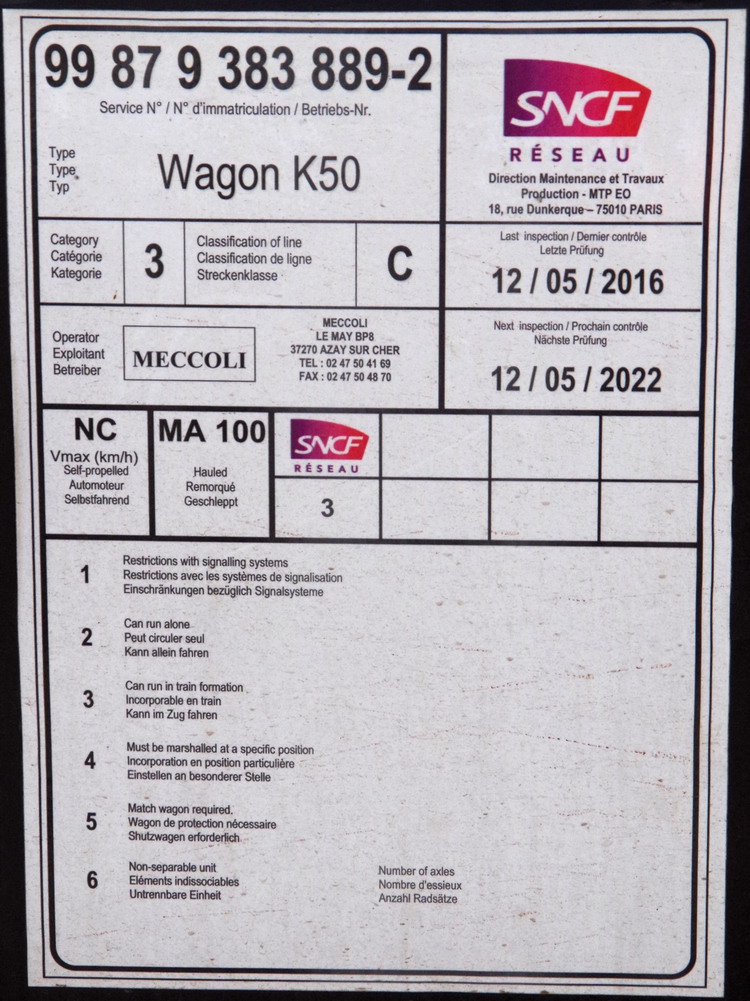 99 87 9 383 889-2
Service N° / N° d'immatriculation / Betriebs-Nr.
Type
Type
Typ
Wagon K50
SNCF
RÉSEAU
Direction Maintenance et Travaux
Production - MTP EO
18, rue Dunkerque – 75010 PARIS
Category
Catégorie
Kategorie
3
Classification of line
Classification de ligne
Streckenklasse
C
Last inspection / Dernier contrôle
Letzte Prüfung
12 / 05 / 2016
Operator
Exploitant
Betreiber
MECCOLI
MECCOLI
LE MAY BP8
37270 AZAY SUR CHER
TEL : 02 47 50 41 69
FAX : 02 47 50 48 70
Next inspection / Prochain contrôle
Nächste Prüfung
12 / 05 / 2022
NC
Vmax (km/h)
Self-propelled
Automoteur
Selbstfahrend
MA 100
Hauled
Remorqué
Geschleppt
SNCF
RÉSEAU
3
1
Restrictions with signalling systems
Restrictions avec les systèmes de signalisation
Einschränkungen bezüglich Signalsysteme
2
Can run alone
Peut circuler seul
Kann allein fahren
3
Can run in train formation
Incorporable en train
Kann im Zug fahren
4
Must be marshalled at a specific position
Incorporation en position particulière
Einstellen an besonderer Stelle
5
Match wagon required.
Wagon de protection nécessaire
Shutzwagen erforderlich
6
Non-separable unit
Eléments indissociables
Untrennbare Einheit
Number of axles
Nombre d'essieux
Anzahl Radsätze